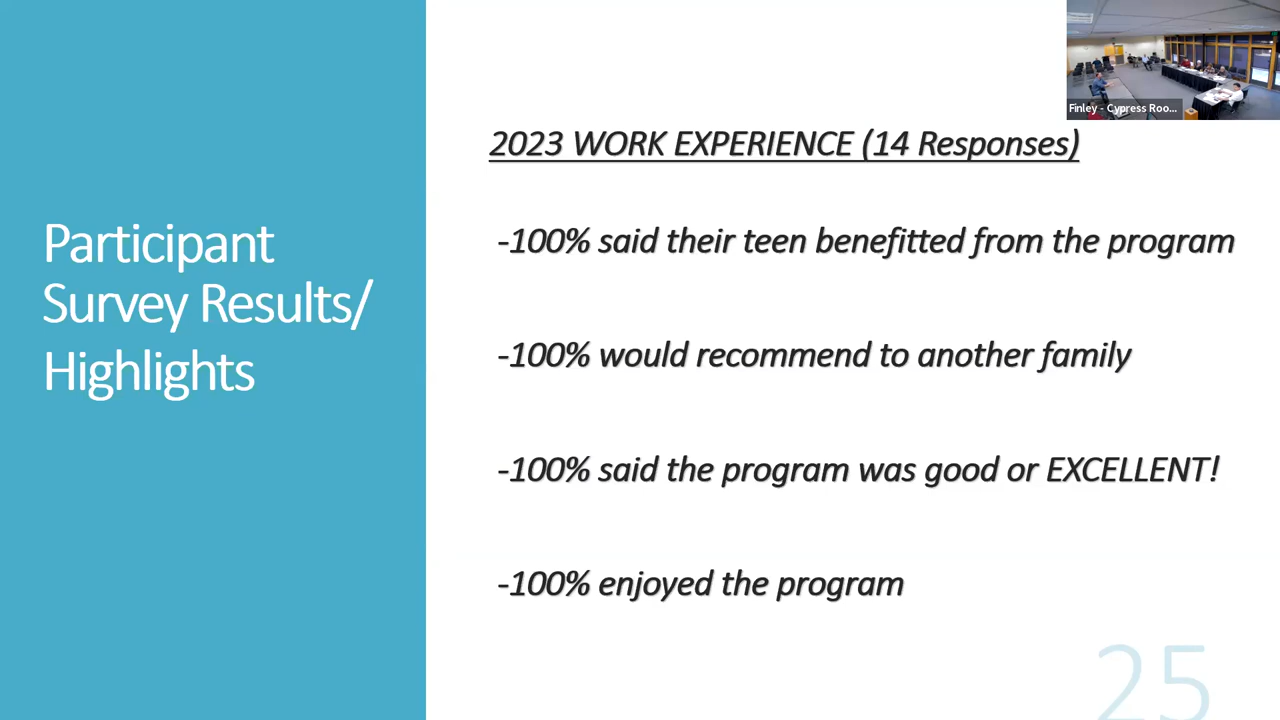 Participant
Survey Results/
Highlights
2023 WORK EXPERIENCE (14 Responses)
-100% said their teen benefitted from the program
-100% would recommend to another family
-100% said the program was good or EXCELLENT!
-100% enjoyed the program
25
Finley - Cypress Roo...